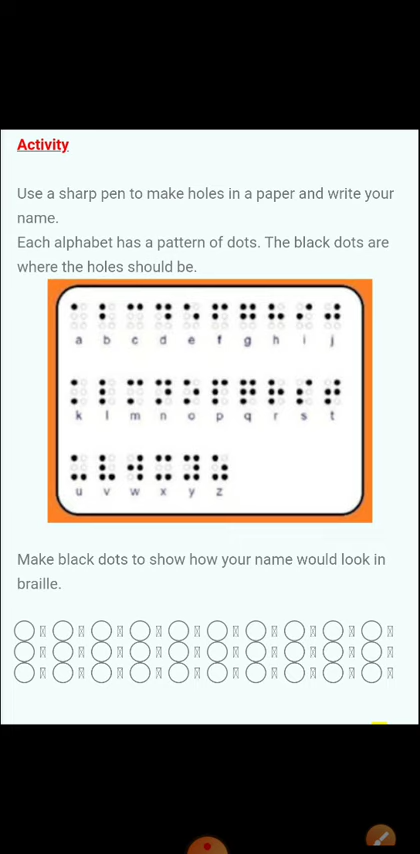 Activity
Use a sharp pen to make holes in a paper and write your
name.
Each alphabet has a pattern of dots. The black dots are
where the holes should be.
a b c d e f g h i j
k l m n o p q r s t
u v w x y z
Make black dots to show how your name would look in
braille.